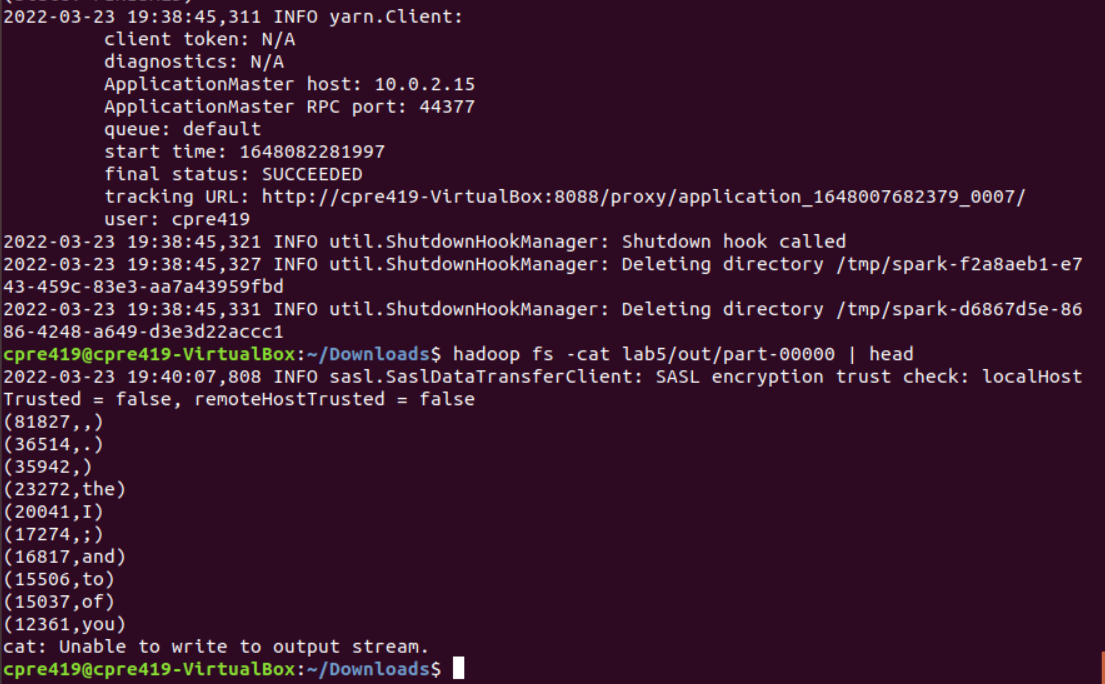 2022-03-23 19:38:45,311 INFO yarn.Client:
client token: N/A
diagnostics: N/A
ApplicationMaster host: 10.0.2.15
ApplicationMaster RPC port: 44377
queue: default
start time: 1648082281997
final status: SUCCEEDED
tracking URL: http://cpre419-VirtualBox:8088/proxy/application_1648007682379_0007/
user: cpre419
2022-03-23 19:38:45,321 INFO util.ShutdownHookManager: Shutdown hook called
2022-03-23 19:38:45,327 INFO util.ShutdownHookManager: Deleting directory /tmp/spark-f2a8aeb1-e7
43-459c-83e3-aa7a43959fbd
2022-03-23 19:38:45,331 INFO util.ShutdownHookManager: Deleting directory /tmp/spark-d6867d5e-86
86-4248-a649-d3e3d22accc1
cpre419@cpre419-VirtualBox:~/Downloads$ hadoop fs -cat lab5/out/part-00000 | head
2022-03-23 19:40:07,808 INFO sasl.SaslDataTransferClient: SASL encryption trust check: localHost
Trusted = false, remoteHostTrusted = false
(81827,,)
(36514,.)
(35942,)
(23272,the)
(20041,I)
(17274,;)
(16817,and)
(15506,to)
(15037,of)
(12361,you)
cat: Unable to write to output stream.
cpre419@cpre419-VirtualBox:~/Downloads$